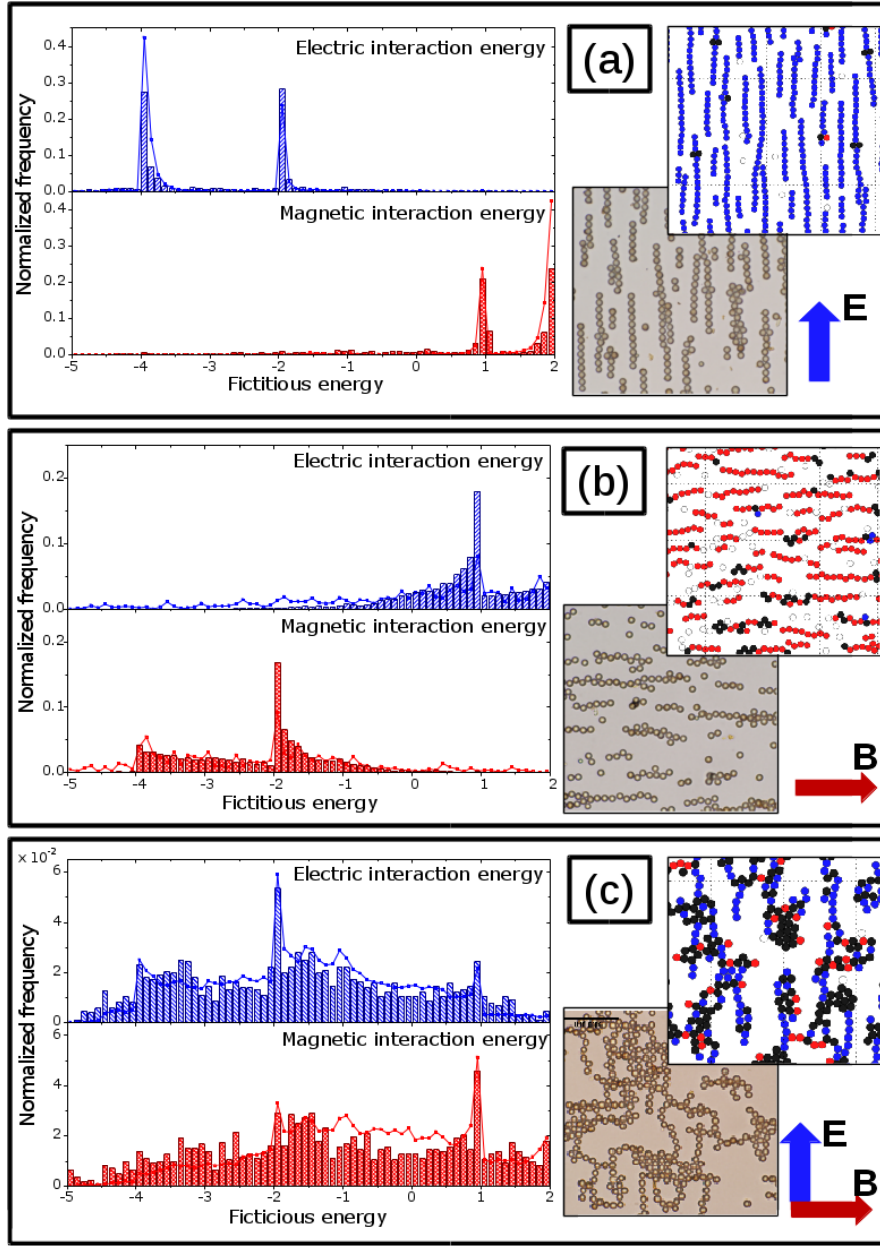 Electric interaction energy
0.4
0.3
0.2
0.1
0.0
Normalized frequency
Magnetic interaction energy
0.4
0.3
0.2
0.1
0.0
-5 -4 -3 -2 -1 0 1 2
Fictitious energy
(a)
E
Electric interaction energy
0.2
0.1
0.0
Normalized frequency
Magnetic interaction energy
0.2
0.1
0.0
-5 -4 -3 -2 -1 0 1 2
Fictitious energy
(b)
B
× 10⁻²
Electric interaction energy
6
4
2
0
Normalized frequency
Magnetic interaction energy
6
4
2
0
-5 -4 -3 -2 -1 0 1 2
Ficticious energy
(c)
E
B